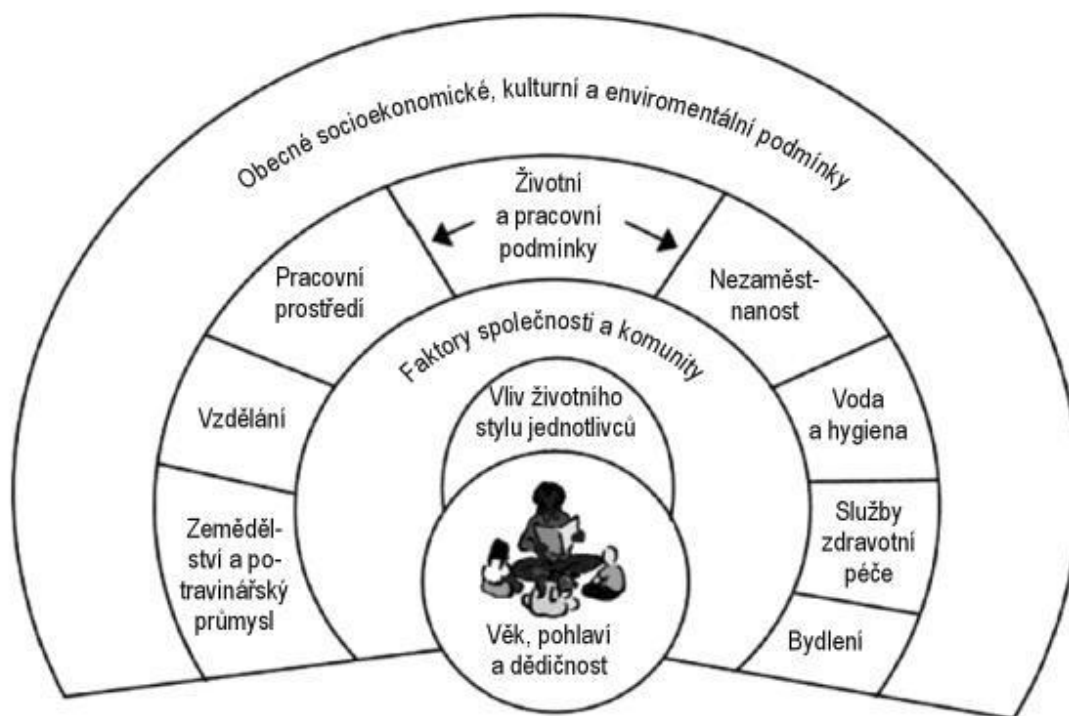 Obecné socioekonomické, kulturní a enviromentální podmínky
Životní
a pracovní
podmínky
Pracovní
prostředí
Nezaměst-
nanost
Faktory společnosti a komunity
Vzdělání
Vliv životního
stylu jednotlivců
Voda
a hygiena
Zeměděl-
ství a po-
travinářský
průmysl
Služby
zdravotní
péče
Věk, pohlaví
a dědičnost
Bydlení